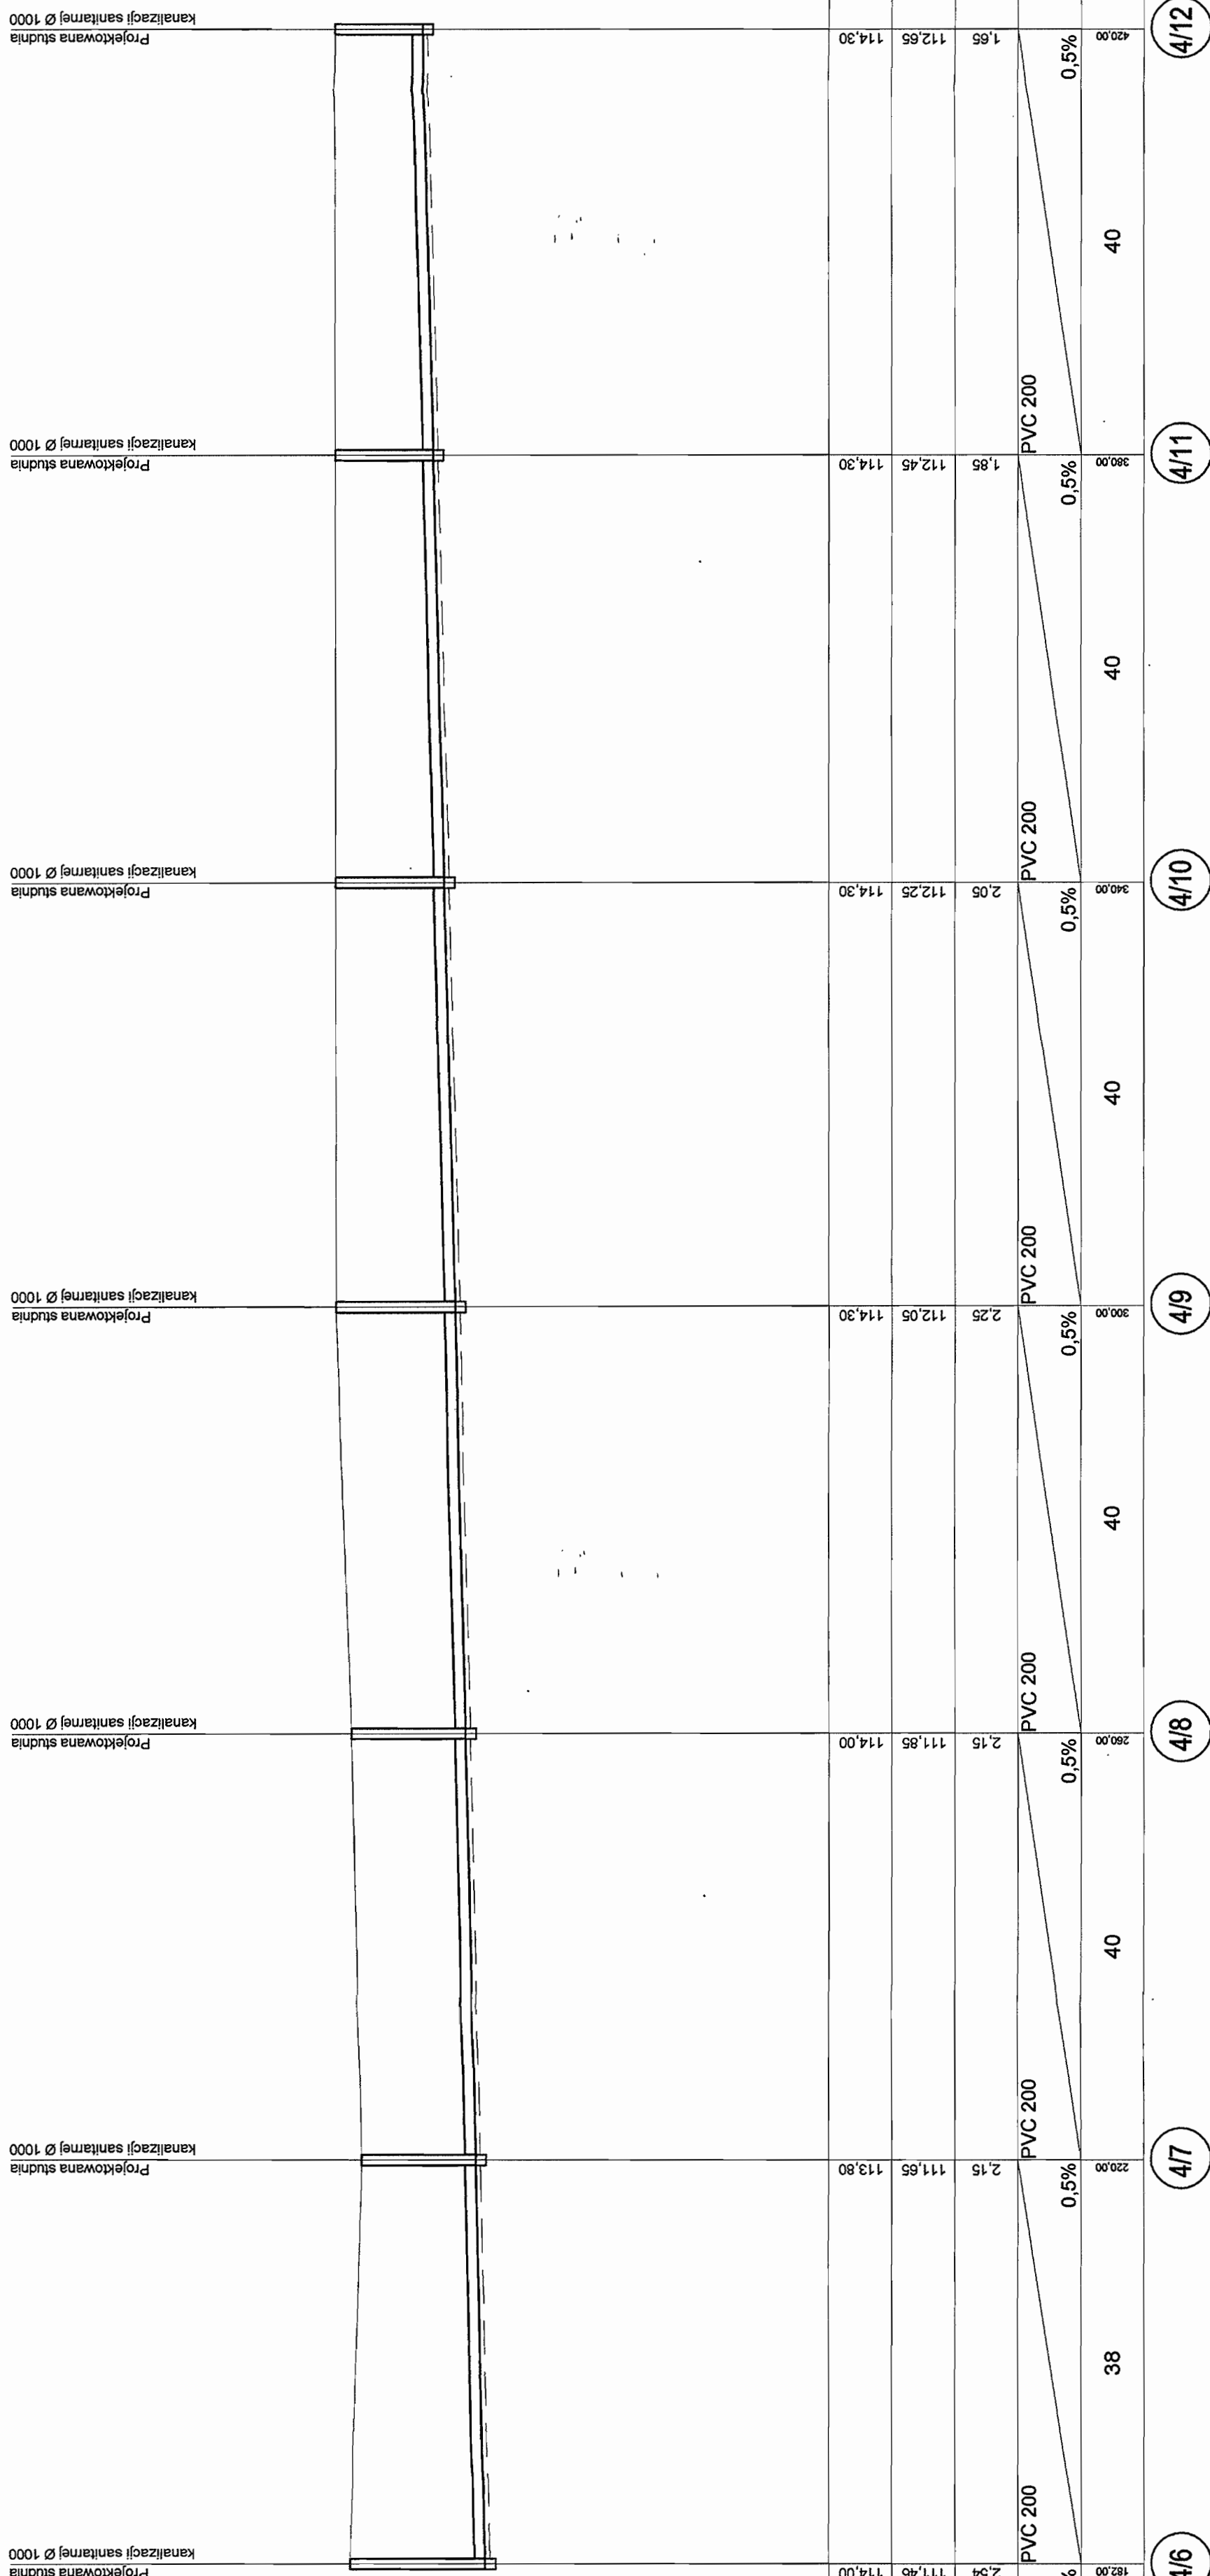 Projektowana studnia
kanalizacji sanitarnej Ø 1000
114,00
111,46
2,54
%
182,00
4/6
PVC 200
38
Projektowana studnia
kanalizacji sanitarnej Ø 1000
113,80
111,65
2,15
0,5%
220,00
4/7
PVC 200
40
Projektowana studnia
kanalizacji sanitarnej Ø 1000
114,00
111,85
2,15
0,5%
260,00
4/8
PVC 200
40
Projektowana studnia
kanalizacji sanitarnej Ø 1000
114,30
112,05
2,25
0,5%
300,00
4/9
PVC 200
40
Projektowana studnia
kanalizacji sanitarnej Ø 1000
114,30
112,25
2,05
0,5%
340,00
4/10
PVC 200
40
Projektowana studnia
kanalizacji sanitarnej Ø 1000
114,30
112,45
1,85
0,5%
380,00
4/11
PVC 200
40
Projektowana studnia
kanalizacji sanitarnej Ø 1000
114,30
112,65
1,65
0,5%
420,00
4/12